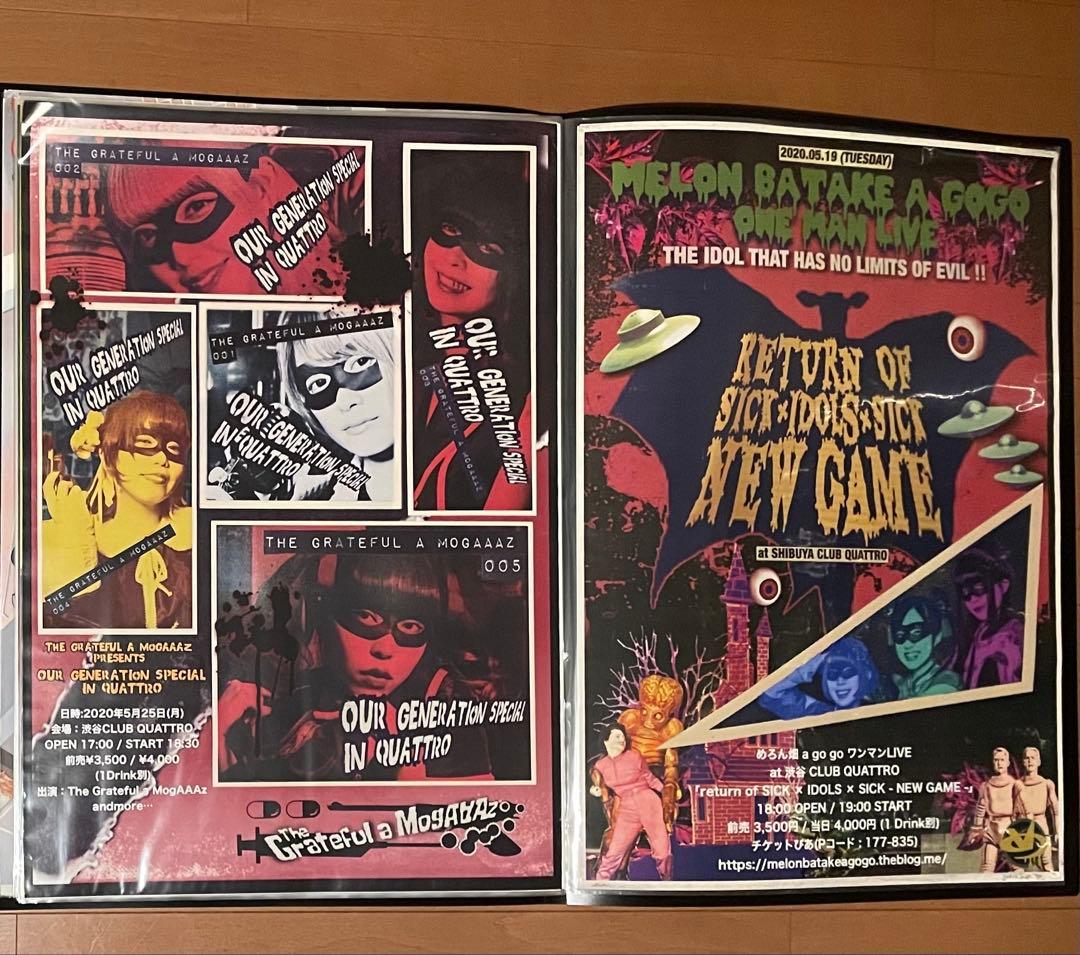 THE GRATEFUL A MOGAAAZ
002
OUR GENERATION SPECIAL
IN QUATTRO
OUR GENERATION SPECIAL
IN QUATTRO
THE GRATEFUL A MOGAAAZ
003
OUR GENERATION SPECIAL
IN QUATTRO
THE GRATEFUL A MOGAAAZ
004
THE GRATEFUL A MOGAAAZ
001
OUR GENERATION SPECIAL
IN QUATTRO
THE GRATEFUL A MOGAAAZ
005
OUR GENERATION SPECIAL
IN QUATTRO
THE GRATEFUL A MOGAAAZ
PRESENTS
OUR GENERATION SPECIAL
IN QUATTRO
日時:2020年5月25日(月)
会場：渋谷CLUB QUATTRO
OPEN 17:00 / START 18:30
前売¥3,500 / ¥4,000
(1Drink別)
出演：The Grateful a MogAAAz
andmore…
The Grateful a MogAAAz
2020.05.19 (TUESDAY)
MELON BATAKE A GOGO
ONE MAN LIVE
THE IDOL THAT HAS NO LIMITS OF EVIL !!
RETURN OF
SICK×IDOLS×SICK
NEW GAME
at SHIBUYA CLUB QUATTRO
めろん畑 a go go ワンマンLIVE
at 渋谷 CLUB QUATTRO
「return of SICK × IDOLS × SICK - NEW GAME -」
18:00 OPEN / 19:00 START
前売 3,500円 / 当日 4,000円 (1 Drink別)
チケットぴあ(Pコード：177-835)
https://melonbatakeagogo.theblog.me/